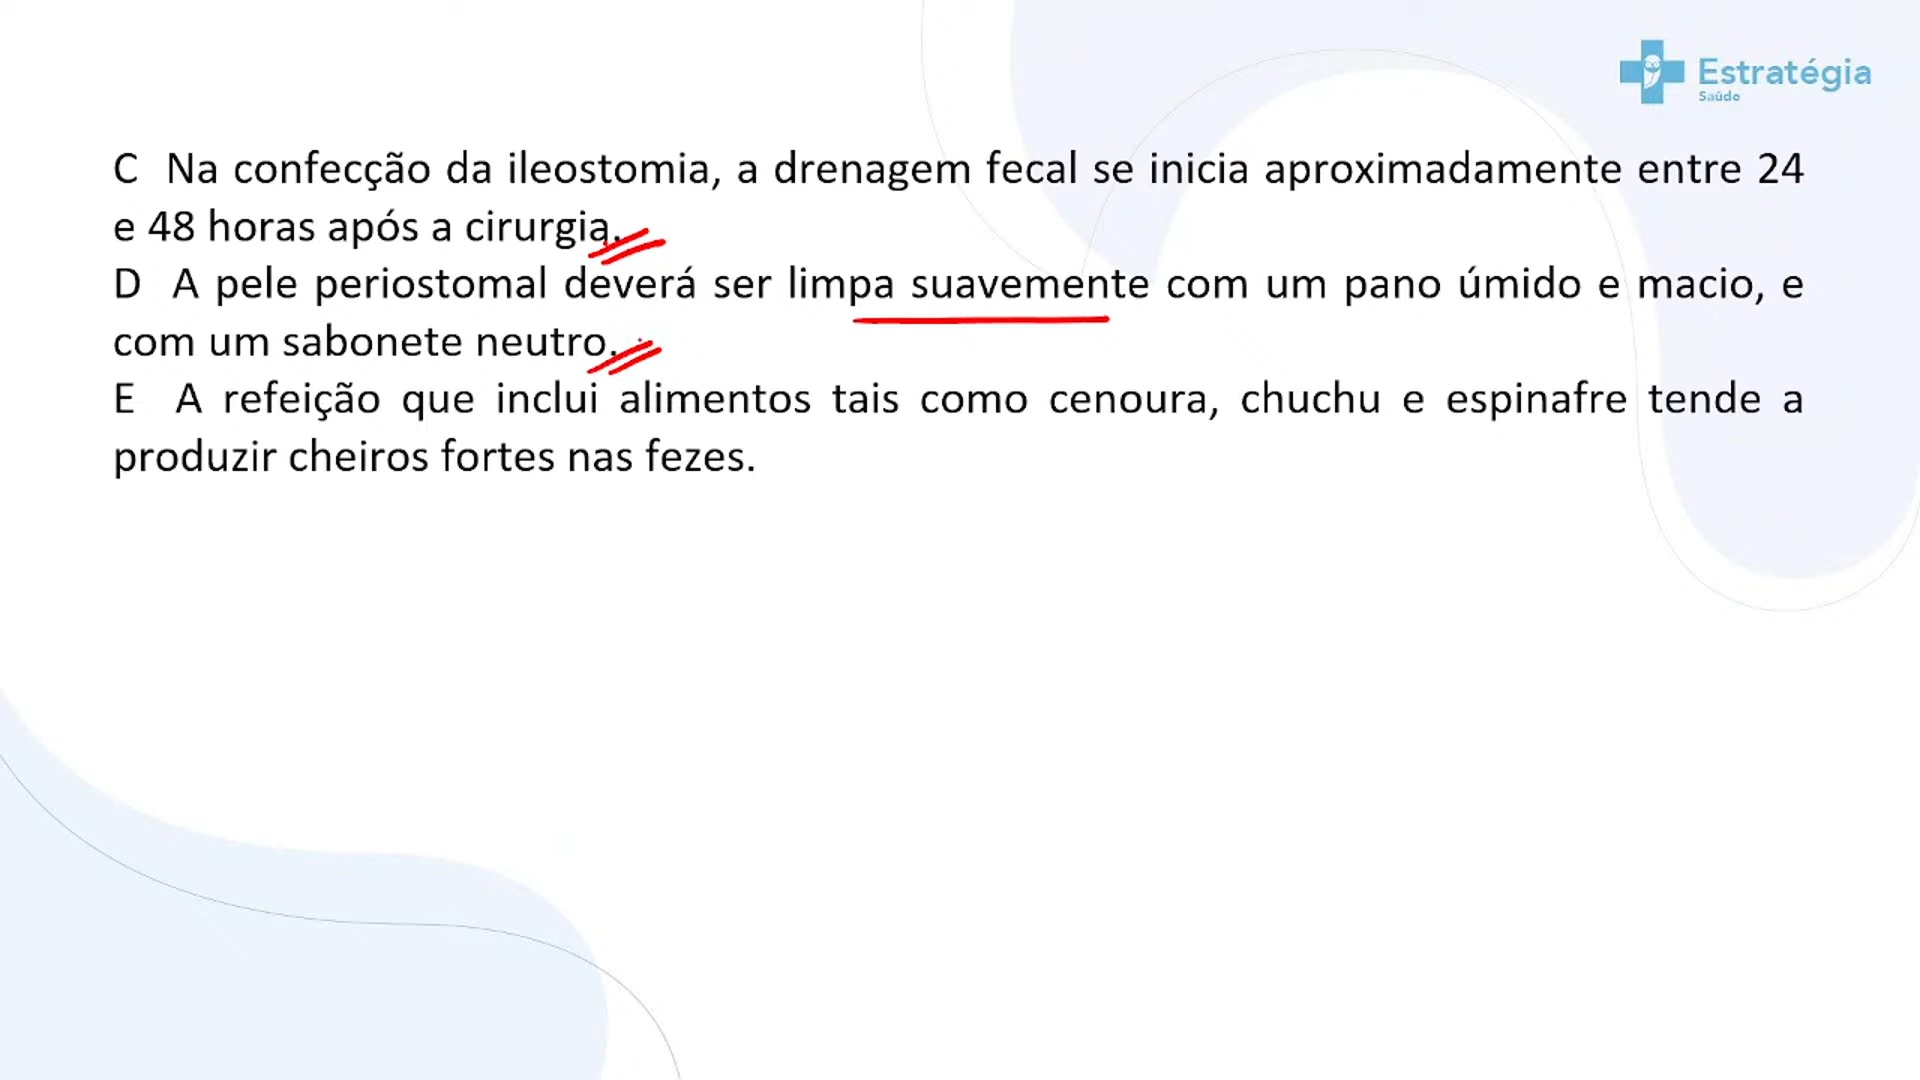 Estratégia
Saúde
C Na confecção da ileostomia, a drenagem fecal se inicia aproximadamente entre 24
e 48 horas após a cirurgia.
D A pele periostomal deverá ser limpa suavemente com um pano úmido e macio, e
com um sabonete neutro.
E A refeição que inclui alimentos tais como cenoura, chuchu e espinafre tende a
produzir cheiros fortes nas fezes.